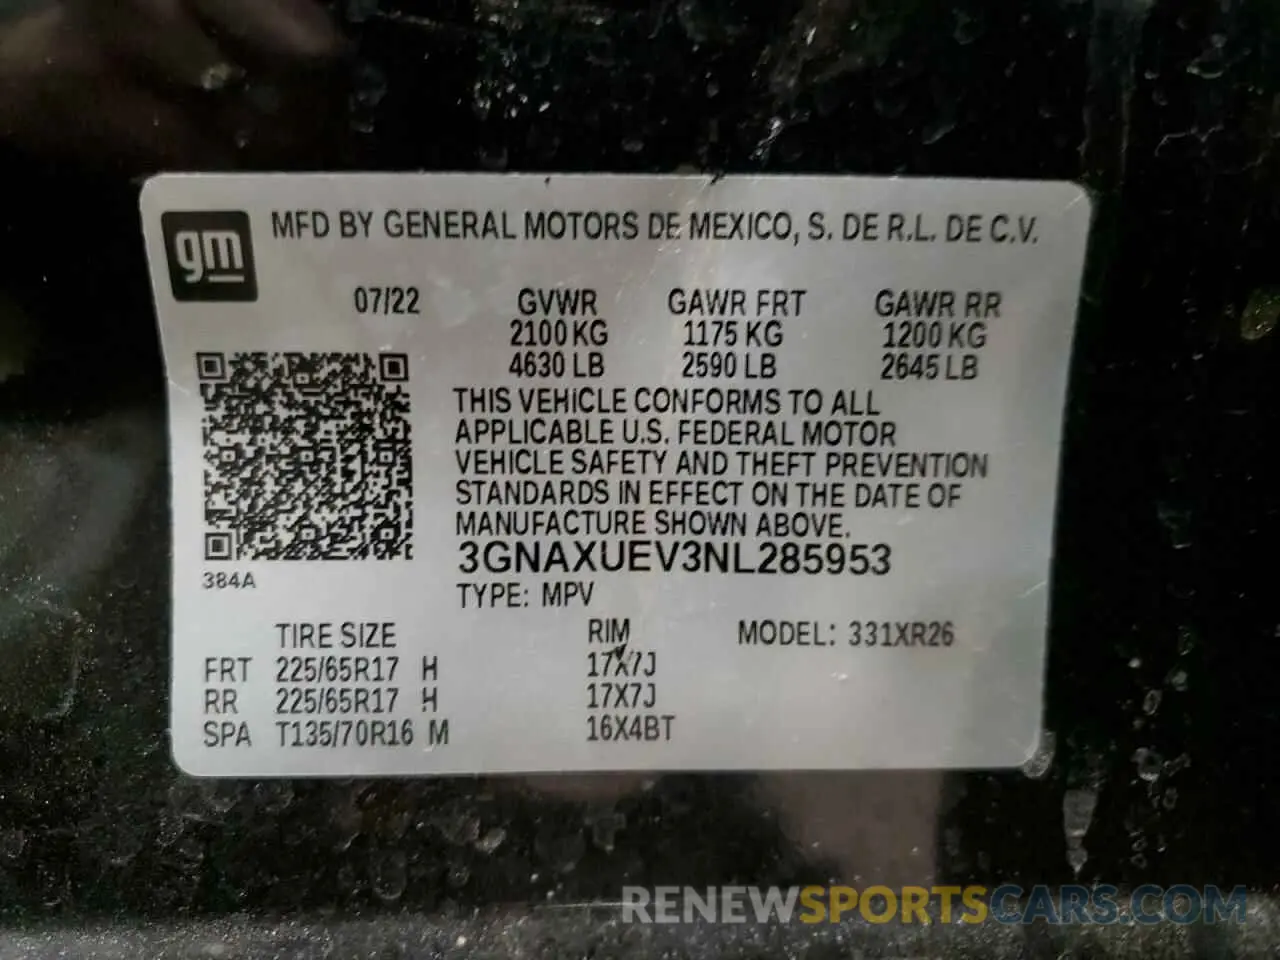 gm
MFD BY GENERAL MOTORS DE MEXICO, S. DE R.L. DE C.V.
07/22 GVWR GAWR FRT GAWR RR
2100 KG 1175 KG 1200 KG
4630 LB 2590 LB 2645 LB
THIS VEHICLE CONFORMS TO ALL
APPLICABLE U.S. FEDERAL MOTOR
VEHICLE SAFETY AND THEFT PREVENTION
STANDARDS IN EFFECT ON THE DATE OF
MANUFACTURE SHOWN ABOVE.
3GNAXUEV3NL285953
384A
TYPE: MPV
TIRE SIZE RIM MODEL: 331XR26
FRT 225/65R17 H 17X7J
RR 225/65R17 H 17X7J
SPA T135/70R16 M 16X4BT
RENEWSPORTSCARS.COM